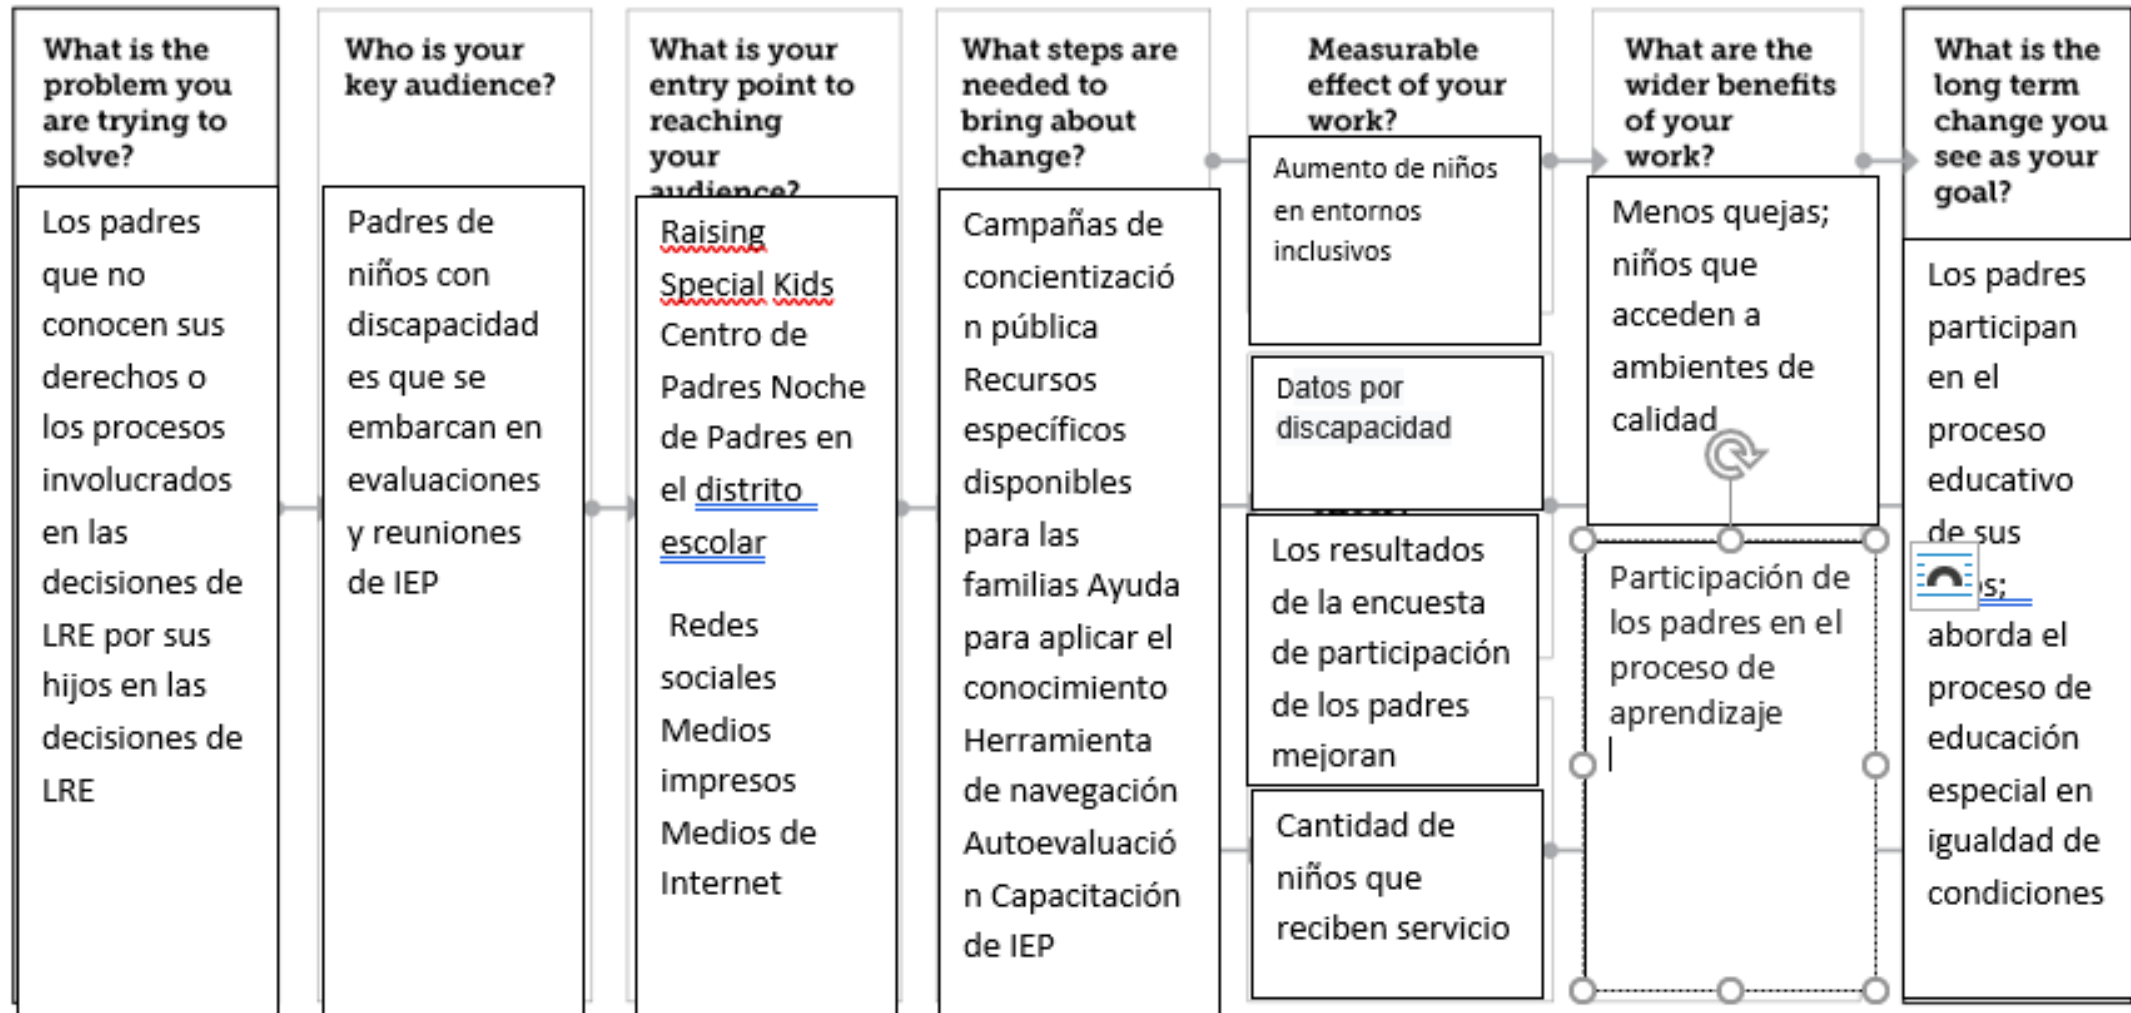 What is the
problem you
are trying to
solve?
Los padres
que no
conocen sus
derechos o
los procesos
involucrados
en las
decisiones de
LRE por sus
hijos en las
decisiones de
LRE
Who is your
key audience?
Padres de
niños con
discapacidad
es que se
embarcan en
evaluaciones
y reuniones
de IEP
What is your
entry point to
reaching
your
audience?
Raising
Special Kids
Centro de
Padres Noche
de Padres en
el distrito
escolar
Redes
sociales
Medios
impresos
Medios de
Internet
What steps are
needed to
bring about
change?
Campañas de
concientizació
n pública
Recursos
específicos
disponibles
para las
familias Ayuda
para aplicar el
conocimiento
Herramienta
de navegación
Autoevaluació
n Capacitación
de IEP
Measurable
effect of your
work?
Aumento de niños
en entornos
inclusivos
Datos por
discapacidad
Los resultados
de la encuesta
de participación
de los padres
mejoran
Cantidad de
niños que
reciben servicio
What are the
wider benefits
of your
work?
Menos quejas;
niños que
acceden a
ambientes de
calidad
Participación de
los padres en el
proceso de
aprendizaje
What is the
long term
change you
see as your
goal?
Los padres
participan
en el
proceso
educativo
de sus
aborda el
proceso de
educación
especial en
igualdad de
condiciones